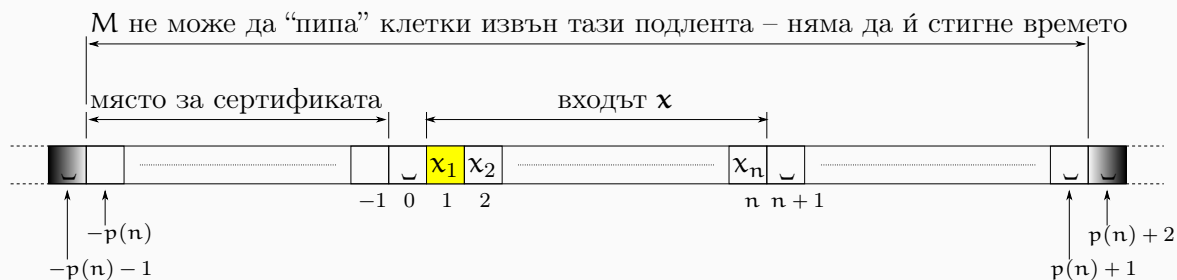 M не може да “пипа” клетки извън тази подлента – няма да ѝ стигне времето
място за сертификата
входът x
␣ ␣ x₁ x₂ xₙ ␣ ␣ ␣
−1 0 1 2 n n + 1
−p(n) p(n) + 2
−p(n) − 1 p(n) + 1